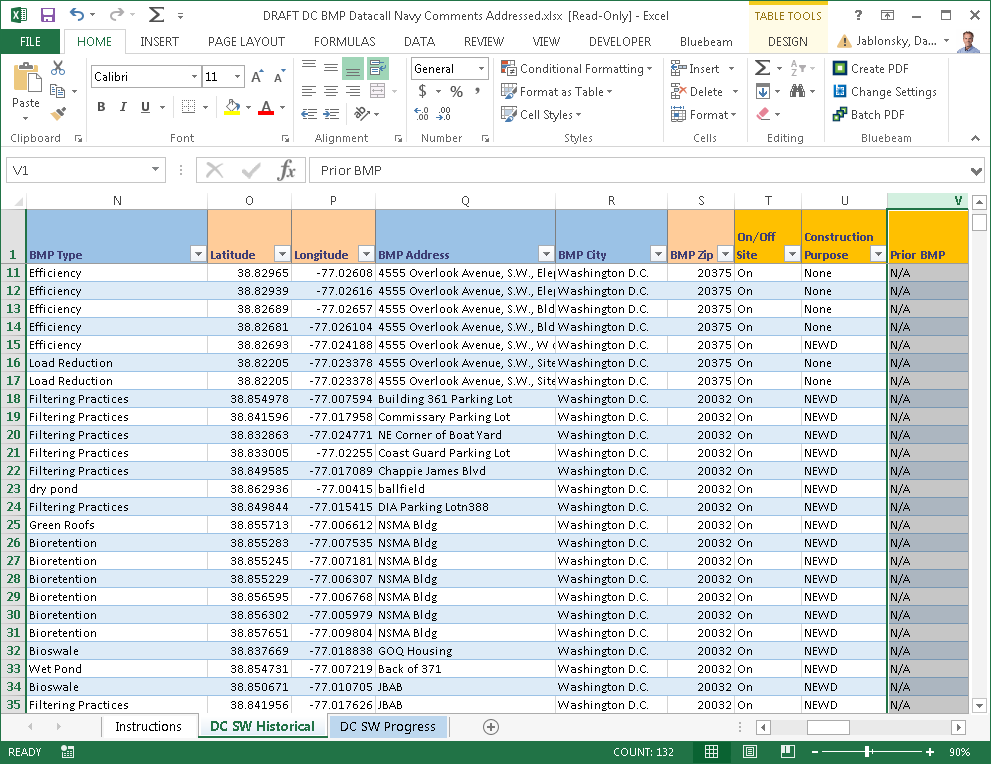 DRAFT DC BMP Datacall Navy Comments Addressed.xlsx [Read-Only] - Excel
TABLE TOOLS
FILE HOME INSERT PAGE LAYOUT FORMULAS DATA REVIEW VIEW DEVELOPER Bluebeam DESIGN Jablonsky, Da...
Paste
Calibri 11
General
Conditional Formatting
Format as Table
Cell Styles
Insert
Delete
Format
Create PDF
Change Settings
Batch PDF
Clipboard Font Alignment Number Styles Cells Editing Bluebeam
V1 fx Prior BMP
N O P Q R S T U V
1 BMP Type Latitude Longitude BMP Address BMP City BMP Zip On/Off Site Construction Purpose Prior BMP
11 Efficiency 38.82965 -77.02608 4555 Overlook Avenue, S.W., Elep Washington D.C. 20375 On None N/A
12 Efficiency 38.82939 -77.02616 4555 Overlook Avenue, S.W., Elep Washington D.C. 20375 On None N/A
13 Efficiency 38.82689 -77.02657 4555 Overlook Avenue, S.W., Bld Washington D.C. 20375 On None N/A
14 Efficiency 38.82681 -77.026104 4555 Overlook Avenue, S.W., Bld Washington D.C. 20375 On None N/A
15 Efficiency 38.82693 -77.024188 4555 Overlook Avenue, S.W., W Washington D.C. 20375 On NEWD N/A
16 Load Reduction 38.82205 -77.023378 4555 Overlook Avenue, S.W., Site Washington D.C. 20375 On None N/A
17 Load Reduction 38.82205 -77.023378 4555 Overlook Avenue, S.W., Site Washington D.C. 20375 On None N/A
18 Filtering Practices 38.854978 -77.007594 Building 361 Parking Lot Washington D.C. 20032 On NEWD N/A
19 Filtering Practices 38.841596 -77.017958 Commissary Parking Lot Washington D.C. 20032 On NEWD N/A
20 Filtering Practices 38.832863 -77.024771 NE Corner of Boat Yard Washington D.C. 20032 On NEWD N/A
21 Filtering Practices 38.833005 -77.02255 Coast Guard Parking Lot Washington D.C. 20032 On NEWD N/A
22 Filtering Practices 38.849585 -77.017089 Chappie James Blvd Washington D.C. 20032 On NEWD N/A
23 dry pond 38.862936 -77.00415 ballfield Washington D.C. 20032 On NEWD N/A
24 Filtering Practices 38.849844 -77.015415 DIA Parking Lotn388 Washington D.C. 20032 On NEWD N/A
25 Green Roofs 38.855713 -77.006612 NSMA Bldg Washington D.C. 20032 On NEWD N/A
26 Bioretention 38.855283 -77.007535 NSMA Bldg Washington D.C. 20032 On NEWD N/A
27 Bioretention 38.855245 -77.007181 NSMA Bldg Washington D.C. 20032 On NEWD N/A
28 Bioretention 38.855229 -77.006307 NSMA Bldg Washington D.C. 20032 On NEWD N/A
29 Bioretention 38.856595 -77.006768 NSMA Bldg Washington D.C. 20032 On NEWD N/A
30 Bioretention 38.856302 -77.005979 NSMA Bldg Washington D.C. 20032 On NEWD N/A
31 Bioretention 38.857651 -77.009804 NSMA Bldg Washington D.C. 20032 On NEWD N/A
32 Bioswale 38.837669 -77.018838 GOQ Housing Washington D.C. 20032 On NEWD N/A
33 Wet Pond 38.854731 -77.007219 Back of 371 Washington D.C. 20032 On NEWD N/A
34 Bioswale 38.850671 -77.010705 JBAB Washington D.C. 20032 On NEWD N/A
35 Filtering Practices 38.841956 -77.017626 JBAB Washington D.C. 20032 On NEWD N/A
Instructions DC SW Historical DC SW Progress
READY COUNT: 132 90%